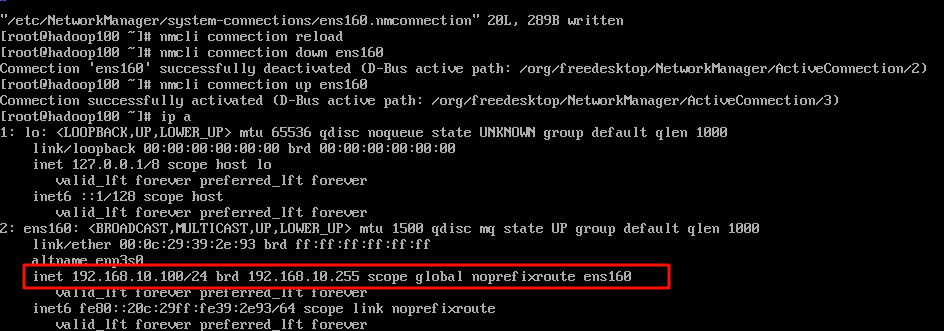 "/etc/NetworkManager/system-connections/ens160.nmconnection" 20L, 289B written
[root@hadoop100 ~]# nmcli connection reload
[root@hadoop100 ~]# nmcli connection down ens160
Connection 'ens160' successfully deactivated (D-Bus active path: /org/freedesktop/NetworkManager/ActiveConnection/2)
[root@hadoop100 ~]# nmcli connection up ens160
Connection successfully activated (D-Bus active path: /org/freedesktop/NetworkManager/ActiveConnection/3)
[root@hadoop100 ~]# ip a
1: lo: <LOOPBACK,UP,LOWER_UP> mtu 65536 qdisc noqueue state UNKNOWN group default qlen 1000
    link/loopback 00:00:00:00:00:00 brd 00:00:00:00:00:00
    inet 127.0.0.1/8 scope host lo
       valid_lft forever preferred_lft forever
    inet6 ::1/128 scope host
       valid_lft forever preferred_lft forever
2: ens160: <BROADCAST,MULTICAST,UP,LOWER_UP> mtu 1500 qdisc mq state UP group default qlen 1000
    link/ether 00:0c:29:39:2e:93 brd ff:ff:ff:ff:ff:ff
    altname enp3s0
    inet 192.168.10.100/24 brd 192.168.10.255 scope global noprefixroute ens160
       valid_lft forever preferred_lft forever
    inet6 fe80::20c:29ff:fe39:2e93/64 scope link noprefixroute
       valid_lft forever preferred_lft forever